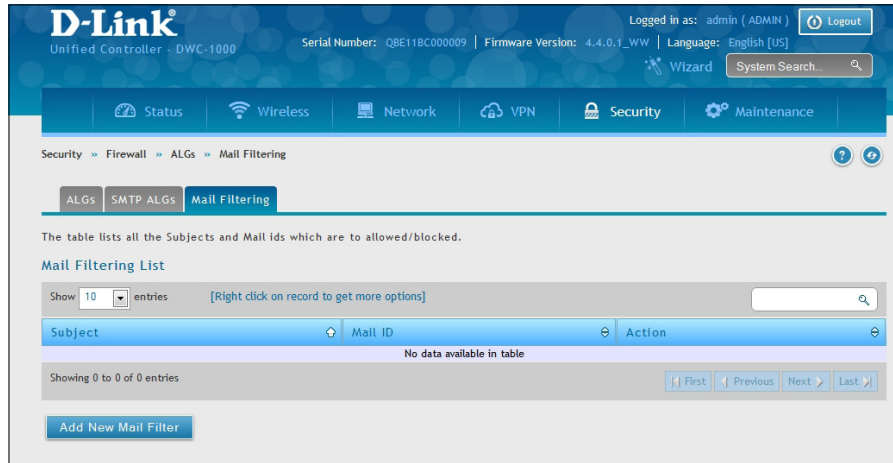 D-Link®
Logged in as: admin ( ADMIN ) Logout
Unified Controller - DWC-1000 Serial Number: QBE11BC000009 | Firmware Version: 4.4.0.1_WW | Language: English [US]
Wizard System Search...
Status Wireless Network VPN Security Maintenance
Security » Firewall » ALGs » Mail Filtering ?
ALGs SMTP ALGs Mail Filtering
The table lists all the Subjects and Mail ids which are to allowed/blocked.
Mail Filtering List
Show 10 entries [Right click on record to get more options]
Subject Mail ID Action
No data available in table
Showing 0 to 0 of 0 entries First Previous Next Last
Add New Mail Filter